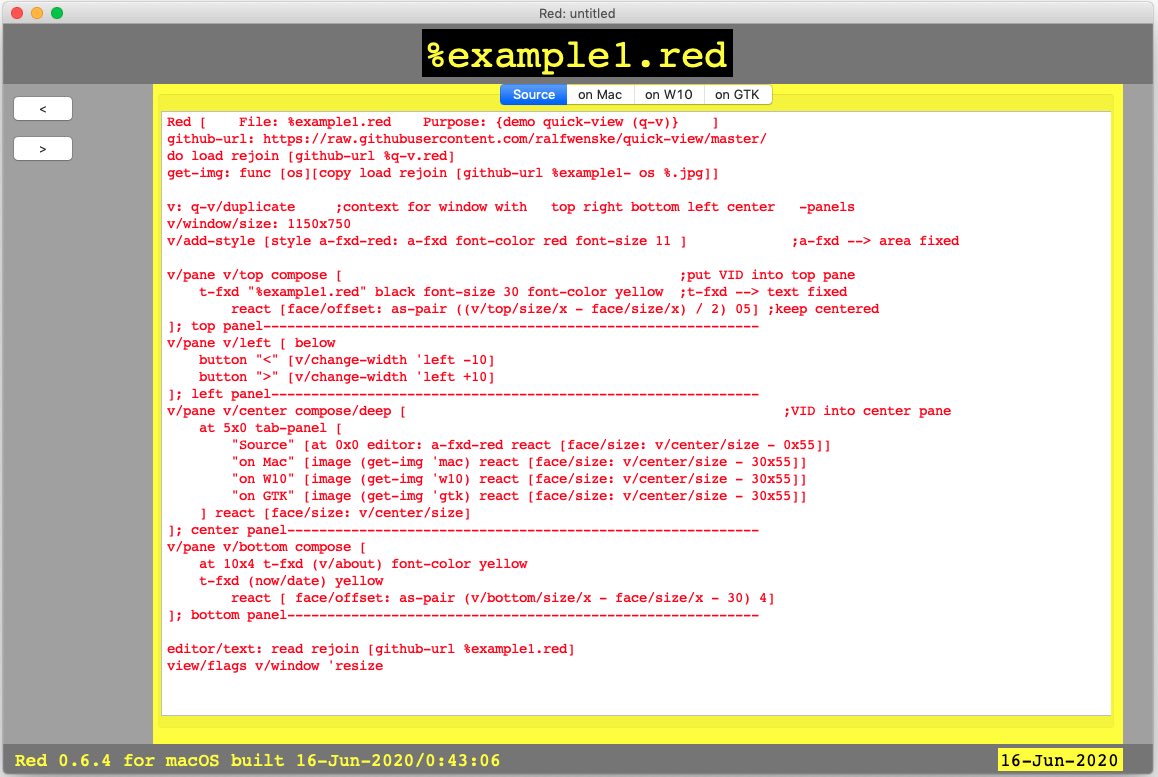 Red: untitled
%example1.red
<
>
Source on Mac on W10 on GTK
Red [    File: %example1.red    Purpose: {demo quick-view (q-v)}    ]
github-url: https://raw.githubusercontent.com/ralfwenske/quick-view/master/
do load rejoin [github-url %q-v.red]
get-img: func [os][copy load rejoin [github-url %example1- os %.jpg]]
v: q-v/duplicate     ;context for window with   top right bottom left center   -panels
v/window/size: 1150x750
v/add-style [style a-fxd-red: a-fxd font-color red font-size 11 ]             ;a-fxd --> area fixed
v/pane v/top compose [                                          ;put VID into top pane
    t-fxd "%example1.red" black font-size 30 font-color yellow  ;t-fxd --> text fixed
        react [face/offset: as-pair ((v/top/size/x - face/size/x) / 2) 05] ;keep centered
]; top panel--------------------------------------------------------------
v/pane v/left [ below
    button "<" [v/change-width 'left -10]
    button ">" [v/change-width 'left +10]
]; left panel-------------------------------------------------------------
v/pane v/center compose/deep [                                               ;VID into center pane
    at 5x0 tab-panel [
        "Source" [at 0x0 editor: a-fxd-red react [face/size: v/center/size - 0x55]]
        "on Mac" [image (get-img 'mac) react [face/size: v/center/size - 30x55]]
        "on W10" [image (get-img 'w10) react [face/size: v/center/size - 30x55]]
        "on GTK" [image (get-img 'gtk) react [face/size: v/center/size - 30x55]]
    ] react [face/size: v/center/size]
]; center panel-----------------------------------------------------------
v/pane v/bottom compose [
    at 10x4 t-fxd (v/about) font-color yellow
    t-fxd (now/date) yellow
        react [ face/offset: as-pair (v/bottom/size/x - face/size/x - 30) 4]
]; bottom panel-----------------------------------------------------------
editor/text: read rejoin [github-url %example1.red]
view/flags v/window 'resize
Red 0.6.4 for macOS built 16-Jun-2020/0:43:06
16-Jun-2020